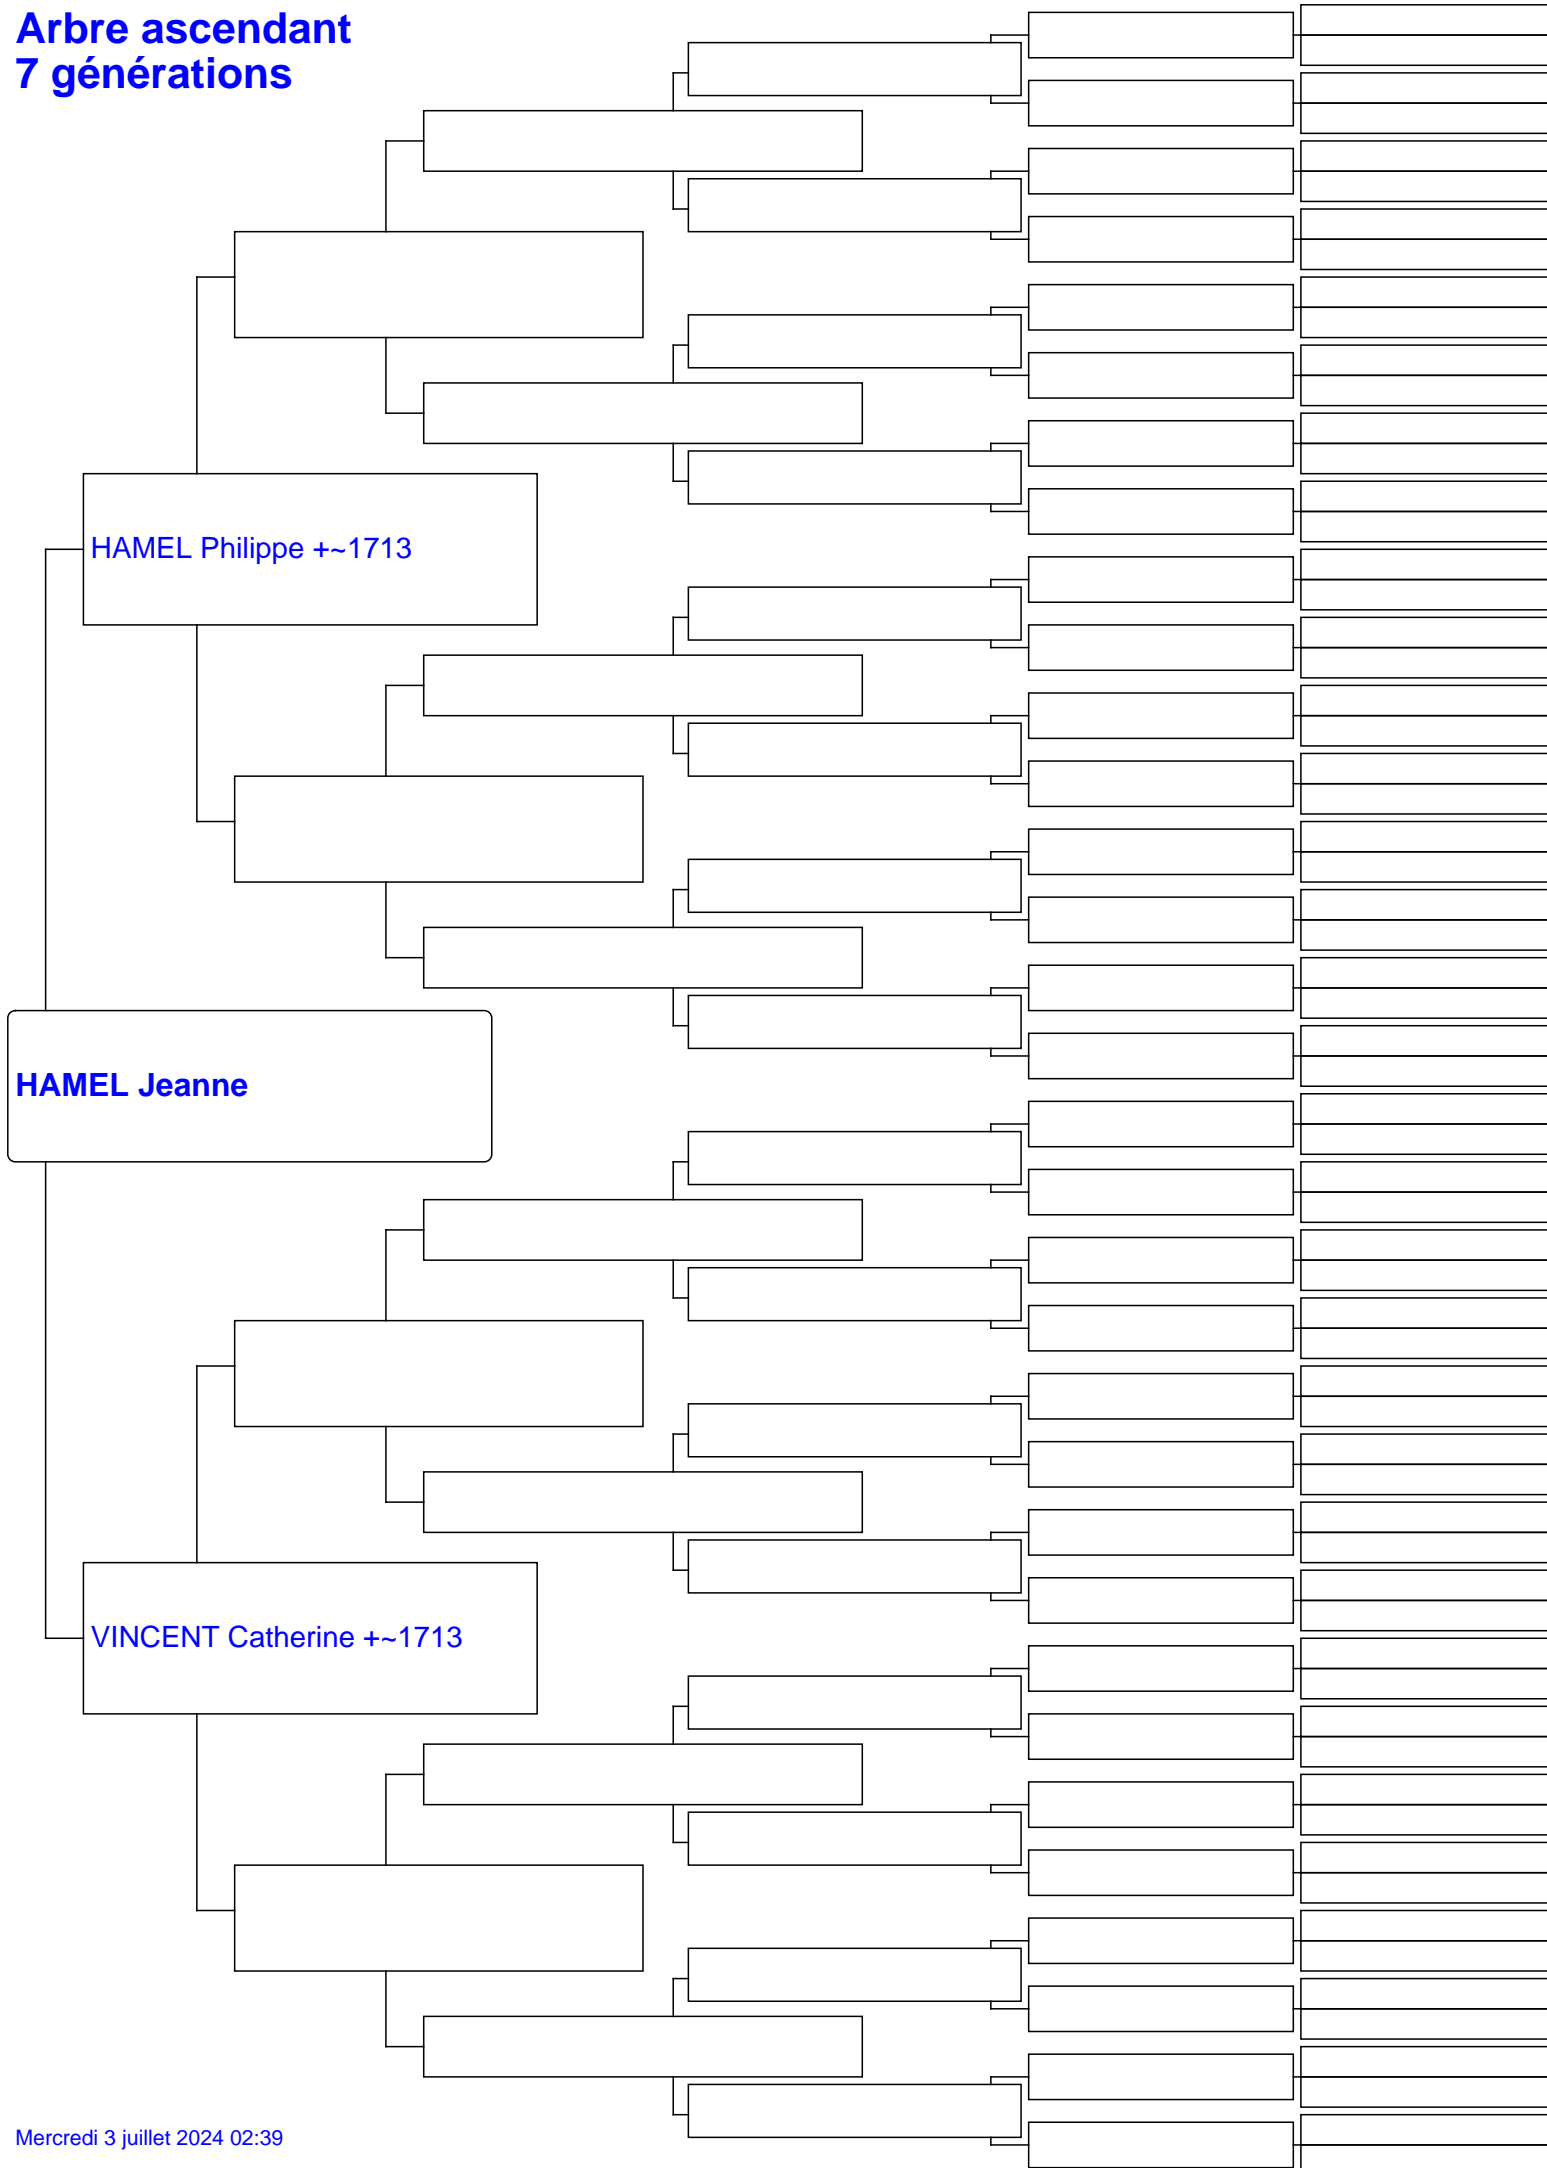 Arbre ascendant
7 générations
HAMEL Philippe +~1713
HAMEL Jeanne
VINCENT Catherine +~1713
Mercredi 3 juillet 2024 02:39